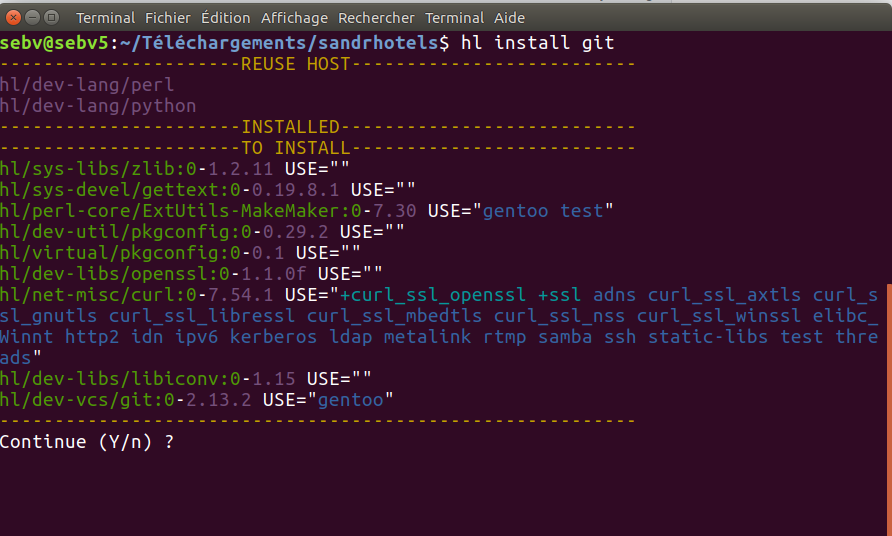 Terminal Fichier Édition Affichage Rechercher Terminal Aide
sebv@sebv5:~/Téléchargements/sandrhotels$ hl install git
----------------------REUSE HOST--------------------------
hl/dev-lang/perl
hl/dev-lang/python
----------------------INSTALLED---------------------------
----------------------TO INSTALL--------------------------
hl/sys-libs/zlib:0-1.2.11 USE=""
hl/sys-devel/gettext:0-0.19.8.1 USE=""
hl/perl-core/ExtUtils-MakeMaker:0-7.30 USE="gentoo test"
hl/dev-util/pkgconfig:0-0.29.2 USE=""
hl/virtual/pkgconfig:0-0.1 USE=""
hl/dev-libs/openssl:0-1.1.0f USE=""
hl/net-misc/curl:0-7.54.1 USE="+curl_ssl_openssl +ssl adns curl_ssl_axtls curl_s
sl_gnutls curl_ssl_libressl curl_ssl_mbedtls curl_ssl_nss curl_ssl_winssl elibc_
Winnt http2 idn ipv6 kerberos ldap metalink rtmp samba ssh static-libs test thre
ads"
hl/dev-libs/libiconv:0-1.15 USE=""
hl/dev-vcs/git:0-2.13.2 USE="gentoo"
----------------------------------------------------------
Continue (Y/n) ?